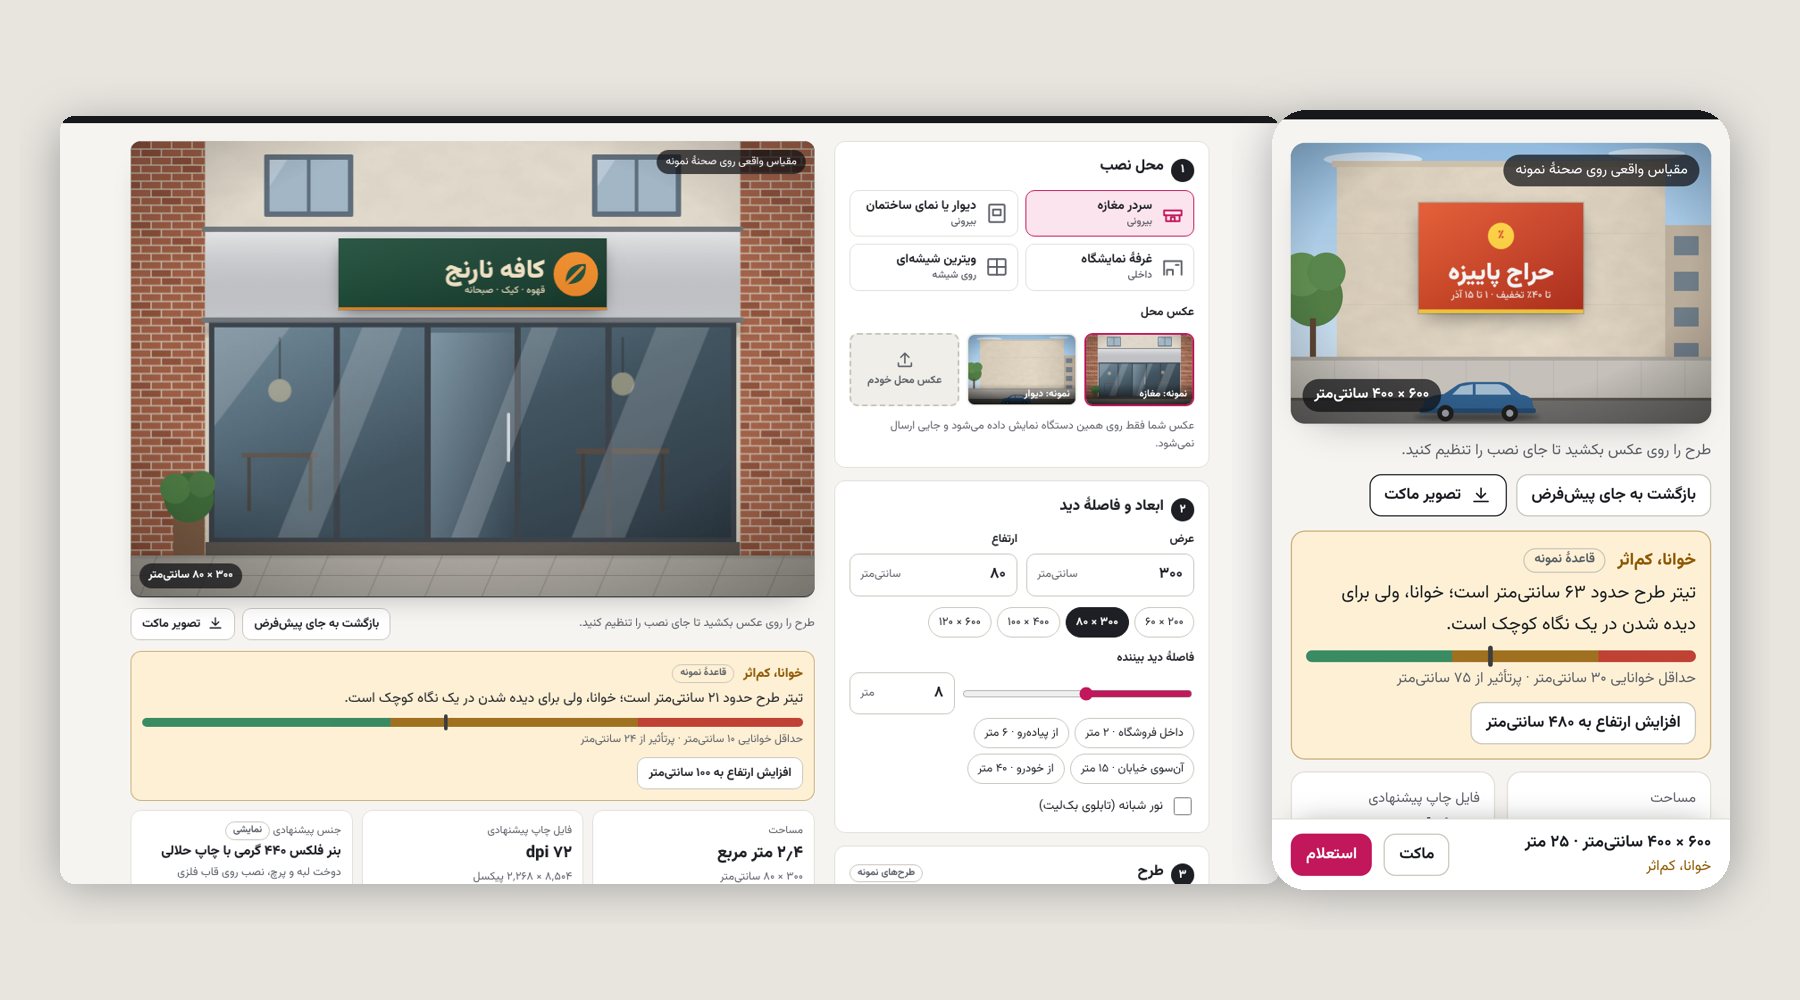 ۱ محل نصب
سردر مغازه
بیرونی
دیوار یا نمای ساختمان
بیرونی
غرفهٔ نمایشگاه
داخلی
ویترین شیشه‌ای
روی شیشه
عکس محل
نمونه: مغازه
نمونه: دیوار
عکس محل خودم
عکس شما فقط روی همین دستگاه نمایش داده می‌شود و جایی ارسال
نمی‌شود.
۲ ابعاد و فاصلهٔ دید
عرض
ارتفاع
۳۰۰ سانتی‌متر
۸۰ سانتی‌متر
۲۰۰ × ۶۰
۳۰۰ × ۸۰
۴۰۰ × ۱۰۰
۶۰۰ × ۱۲۰
فاصلهٔ دید بیننده
۸ متر
داخل فروشگاه · ۲ متر
از پیاده‌رو · ۶ متر
آن‌سوی خیابان · ۱۵ متر
از خودرو · ۴۰ متر
نور شبانه (تابلوی بک‌لیت)
۳ طرح
طرح‌های نمونه
مقیاس واقعی روی صحنهٔ نمونه
کافه نارنج
قهوه · کیک · صبحانه
۳۰۰ × ۸۰ سانتی‌متر
طرح را روی عکس بکشید تا جای نصب را تنظیم کنید.
بازگشت به جای پیش‌فرض
تصویر ماکت
خوانا، کم‌اثر
قاعدهٔ نمونه
تیتر طرح حدود ۲۱ سانتی‌متر است؛ خوانا، ولی برای دیده شدن در یک نگاه کوچک است.
حداقل خوانایی ۱۰ سانتی‌متر · پرتأثیر از ۲۴ سانتی‌متر
افزایش ارتفاع به ۱۰۰ سانتی‌متر
مساحت
۲٫۴ متر مربع
۳۰۰ × ۸۰ سانتی‌متر
فایل چاپ پیشنهادی
۷۲ dpi
۸٬۵۰۴ × ۲٬۲۶۸ پیکسل
جنس پیشنهادی نمایشی
بنر فلکس ۴۴۰ گرمی با چاپ حلالی
دوخت لبه و پرچ، نصب روی قاب فلزی
مقیاس واقعی روی صحنهٔ نمونه
٪
حراج پاییزه
تا ۴۰٪ تخفیف · ۱ تا ۱۵ آذر
۶۰۰ × ۴۰۰ سانتی‌متر
طرح را روی عکس بکشید تا جای نصب را تنظیم کنید.
بازگشت به جای پیش‌فرض
تصویر ماکت
خوانا، کم‌اثر
قاعدهٔ نمونه
تیتر طرح حدود ۶۳ سانتی‌متر است؛ خوانا، ولی برای
دیده شدن در یک نگاه کوچک است.
حداقل خوانایی ۳۰ سانتی‌متر · پرتأثیر از ۷۵ سانتی‌متر
افزایش ارتفاع به ۴۸۰ سانتی‌متر
مساحت
فایل چاپ پیشنهادی
۶۰۰ × ۴۰۰ سانتی‌متر · ۲۵ متر
خوانا، کم‌اثر
ماکت
استعلام